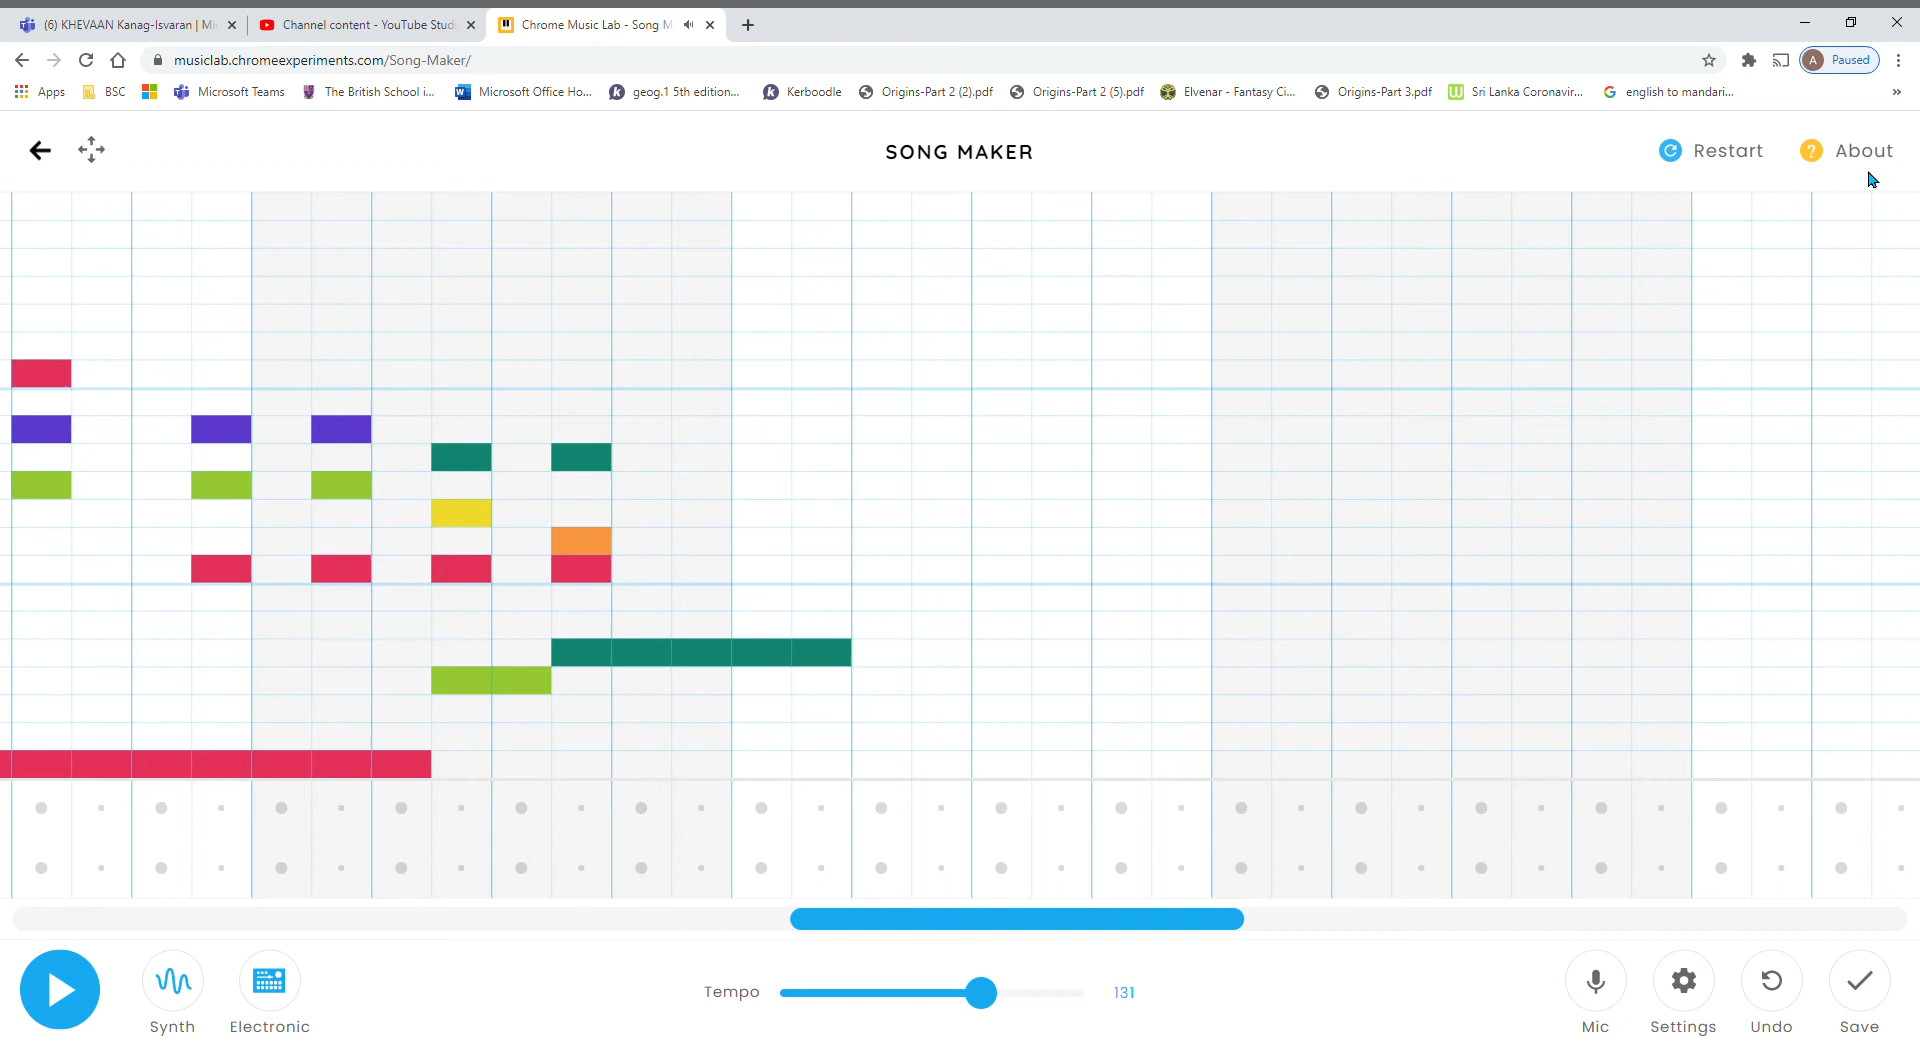 (6) KHEVAAN Kanag-Isvaran | Mic
Channel content - YouTube Studi
Chrome Music Lab - Song M
musiclab.chromeexperiments.com/Song-Maker/
A Paused
Apps BSC Microsoft Teams The British School i... Microsoft Office Ho... geog.1 5th edition... Kerboodle Origins-Part 2 (2).pdf Origins-Part 2 (5).pdf Elvenar - Fantasy Ci... Origins-Part 3.pdf Sri Lanka Coronavir... english to mandari... »
SONG MAKER
Restart
? About
Tempo 131
Synth Electronic
Mic Settings Undo Save